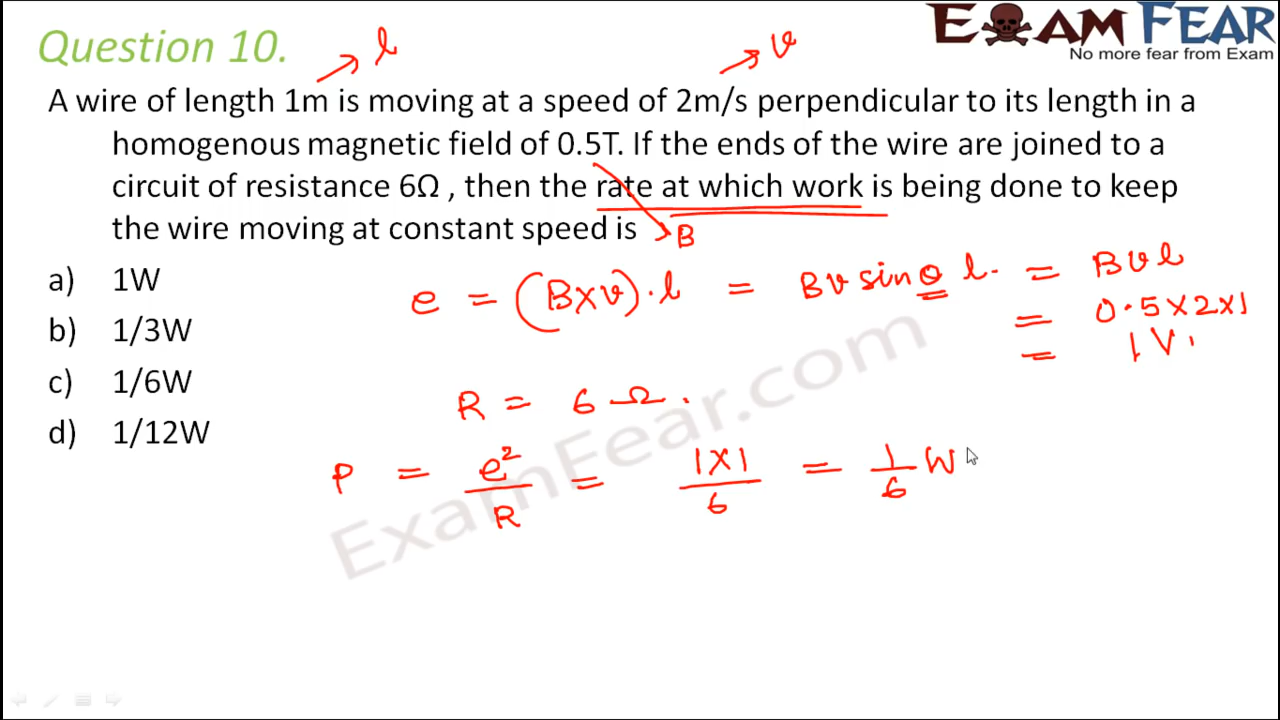 Question 10.
EXAM FEAR
No more fear from Exam
l
v
A wire of length 1m is moving at a speed of 2m/s perpendicular to its length in a
homogenous magnetic field of 0.5T. If the ends of the wire are joined to a
circuit of resistance 6Ω , then the rate at which work is being done to keep
the wire moving at constant speed is
B
a) 1W
b) 1/3W
c) 1/6W
d) 1/12W
e = (B×v)·l = Bv sinθ l. = Bvl
= 0.5×2×1
= 1V.
R = 6 Ω.
P = e²/R = 1×1/6 = 1/6 W
ExamFear.com